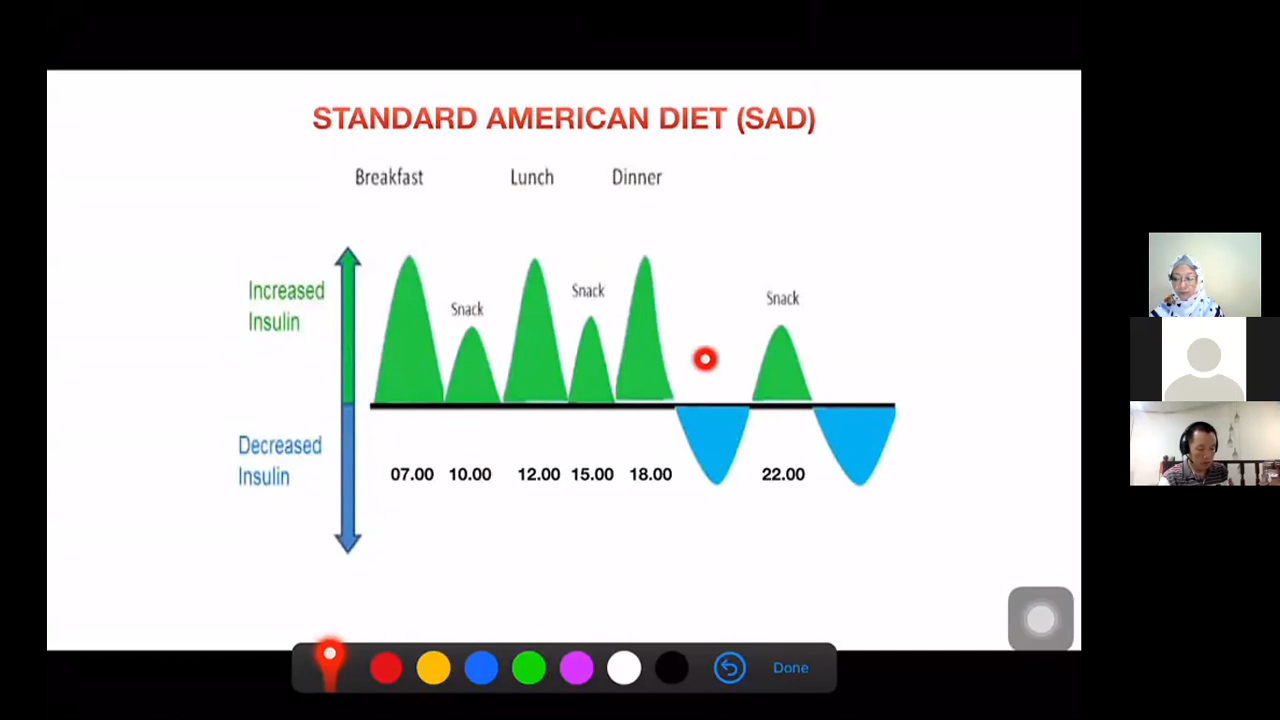 STANDARD AMERICAN DIET (SAD)
Breakfast Lunch Dinner
Increased
Insulin
Snack
Snack
Snack
Decreased
Insulin
07.00 10.00 12.00 15.00 18.00 22.00
Done